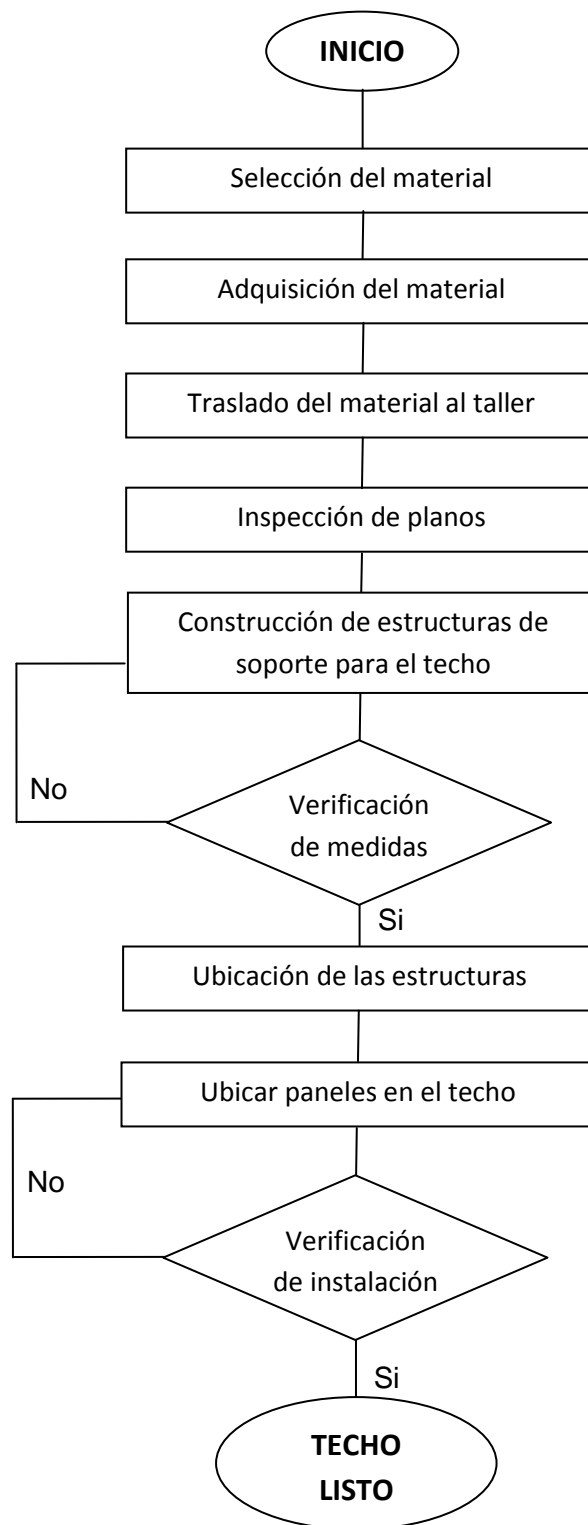 INICIO
Selección del material
Adquisición del material
Traslado del material al taller
Inspección de planos
Construcción de estructuras de
soporte para el techo
No
Verificación
de medidas
Si
Ubicación de las estructuras
Ubicar paneles en el techo
No
Verificación
de instalación
Si
TECHO
LISTO